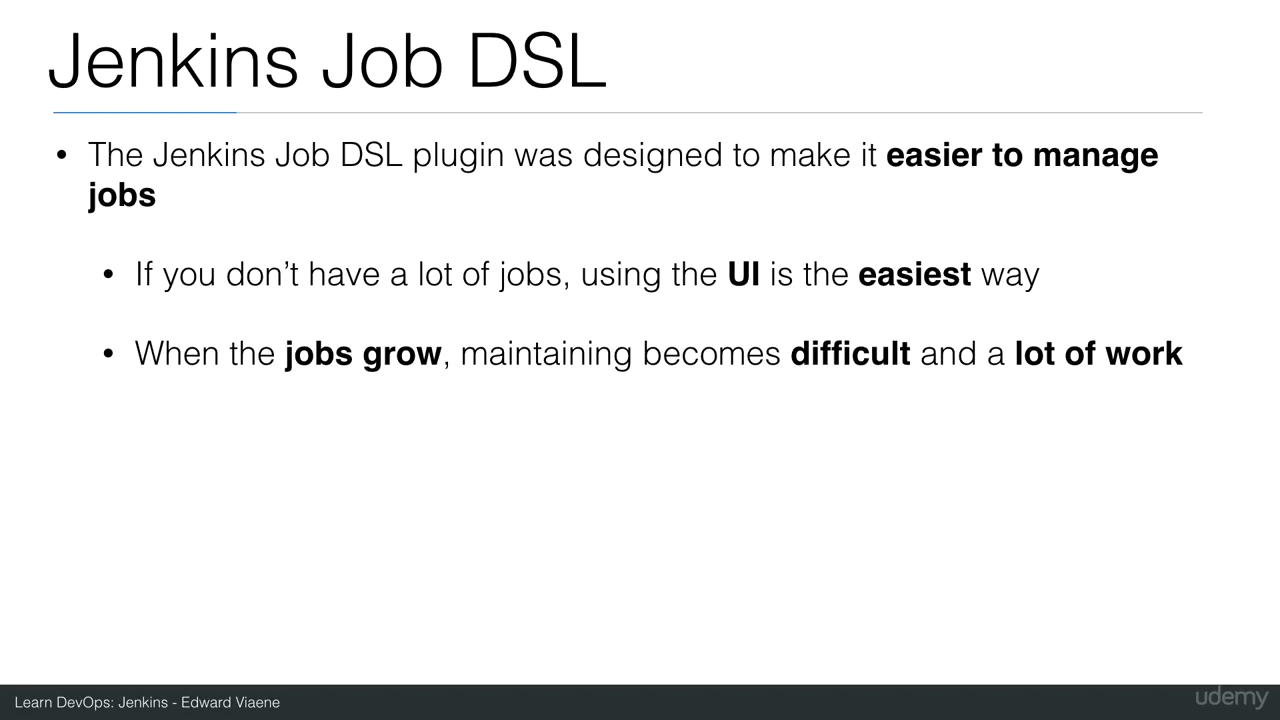 Jenkins Job DSL
• The Jenkins Job DSL plugin was designed to make it easier to manage
jobs
• If you don’t have a lot of jobs, using the UI is the easiest way
• When the jobs grow, maintaining becomes difficult and a lot of work
Learn DevOps: Jenkins - Edward Viaene
udemy